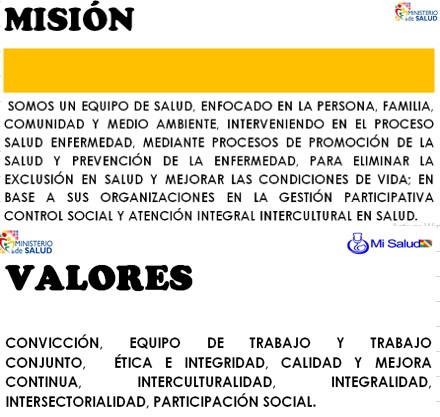 MISIÓN
MINISTERIO
de SALUD
SOMOS UN EQUIPO DE SALUD, ENFOCADO EN LA PERSONA, FAMILIA,
COMUNIDAD Y MEDIO AMBIENTE, INTERVENIENDO EN EL PROCESO
SALUD ENFERMEDAD, MEDIANTE PROCESOS DE PROMOCIÓN DE LA
SALUD Y PREVENCIÓN DE LA ENFERMEDAD, PARA ELIMINAR LA
EXCLUSIÓN EN SALUD Y MEJORAR LAS CONDICIONES DE VIDA; EN
BASE A SUS ORGANIZACIONES EN LA GESTIÓN PARTICIPATIVA
CONTROL SOCIAL Y ATENCIÓN INTEGRAL INTERCULTURAL EN SALUD.
MINISTERIO
de SALUD
Mi Salud
VALORES
CONVICCIÓN, EQUIPO DE TRABAJO Y TRABAJO
CONJUNTO, ÉTICA E INTEGRIDAD, CALIDAD Y MEJORA
CONTINUA, INTERCULTURALIDAD, INTEGRALIDAD,
INTERSECTORIALIDAD, PARTICIPACIÓN SOCIAL.